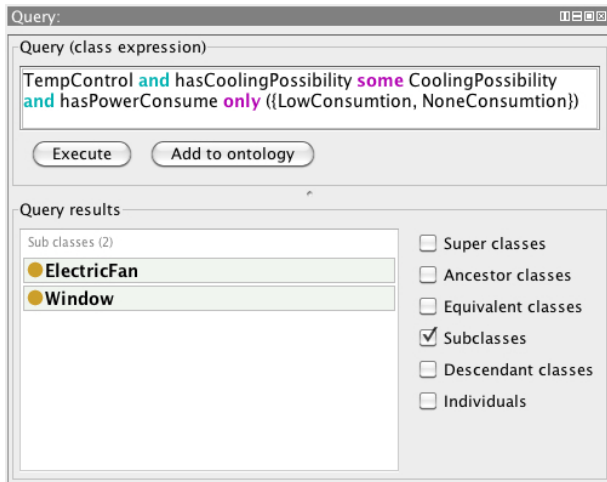 Query:
Query (class expression)
TempControl and hasCoolingPossibility some CoolingPossibility
and hasPowerConsume only ({LowConsumtion, NoneConsumtion})
Execute
Add to ontology
Query results
Sub classes (2)
ElectricFan
Window
Super classes
Ancestor classes
Equivalent classes
Subclasses
Descendant classes
Individuals